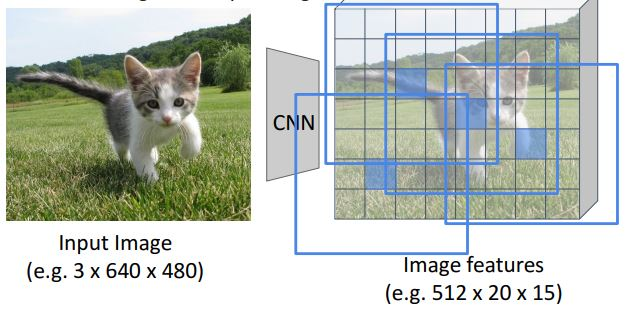 CNN
Input Image
(e.g. 3 x 640 x 480)
Image features
(e.g. 512 x 20 x 15)